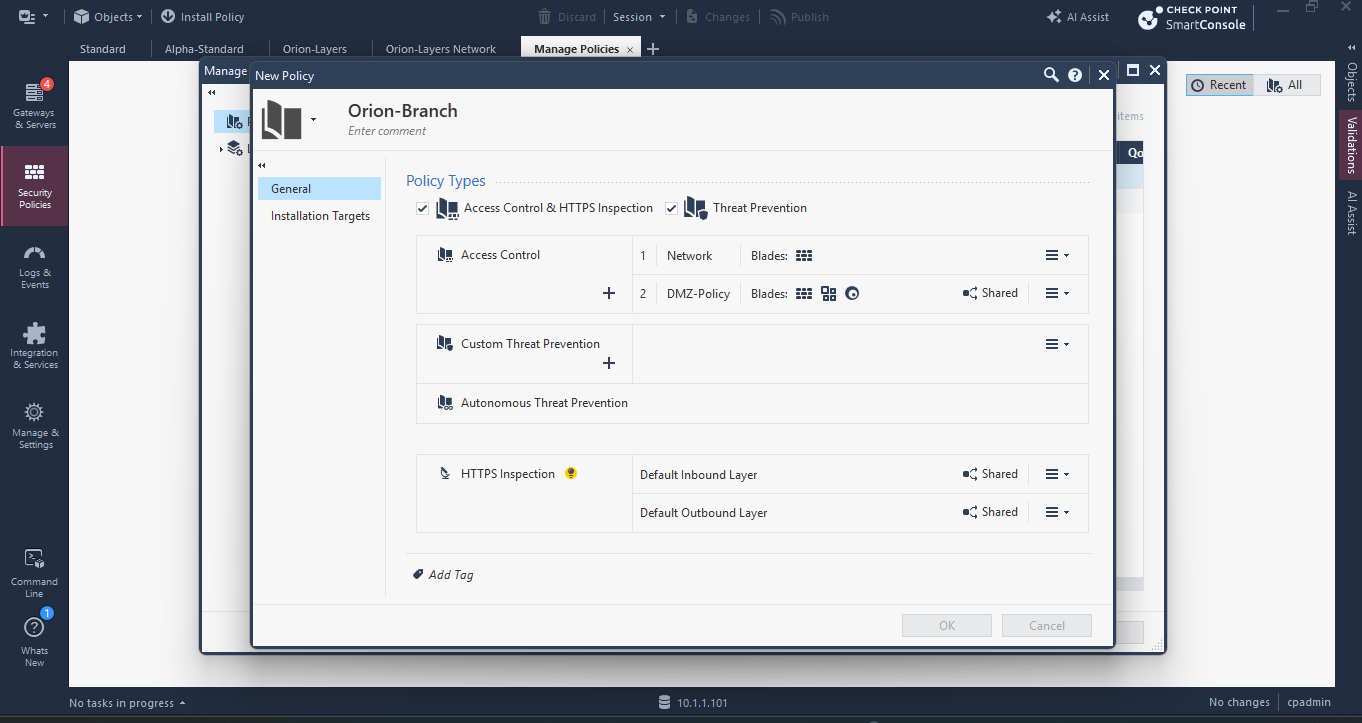 Objects
Install Policy
Discard
Session
Changes
Publish
AI Assist
CHECK POINT
SmartConsole
Standard
Alpha-Standard
Orion-Layers
Orion-Layers Network
Manage Policies
4
Gateways
& Servers
Security
Policies
Logs &
Events
Integration
& Services
Manage &
Settings
Command
Line
1
Whats
New
Manage
New Policy
Orion-Branch
Enter comment
General
Installation Targets
Policy Types
Access Control & HTTPS Inspection
Threat Prevention
Access Control
1 Network Blades:
2 DMZ-Policy Blades: Shared
Custom Threat Prevention
Autonomous Threat Prevention
HTTPS Inspection
Default Inbound Layer Shared
Default Outbound Layer Shared
Add Tag
OK
Cancel
items
Recent
All
Objects
Validations
AI Assist
No tasks in progress
10.1.1.101
No changes
cpadmin